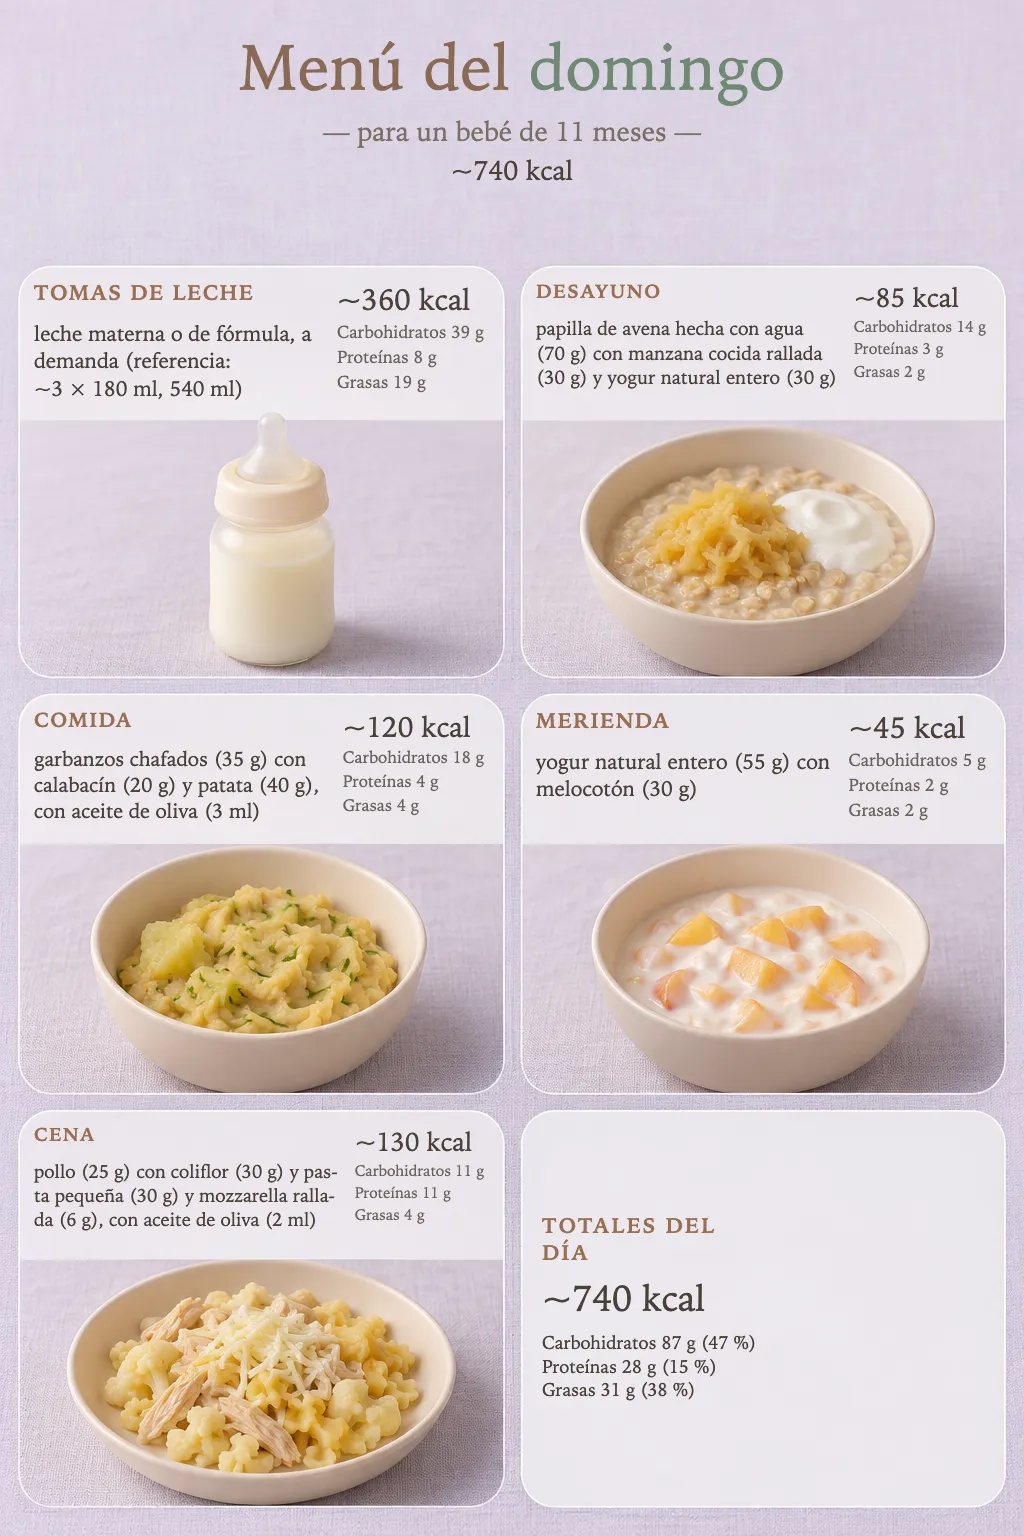 Menú del domingo
— para un bebé de 11 meses —
~740 kcal
TOMAS DE LECHE
leche materna o de fórmula, a
demanda (referencia:
~3 × 180 ml, 540 ml)
~360 kcal
Carbohidratos 39 g
Proteínas 8 g
Grasas 19 g
DESAYUNO
papilla de avena hecha con agua
(70 g) con manzana cocida rallada
(30 g) y yogur natural entero (30 g)
~85 kcal
Carbohidratos 14 g
Proteínas 3 g
Grasas 2 g
COMIDA
garbanzos chafados (35 g) con
calabacín (20 g) y patata (40 g),
con aceite de oliva (3 ml)
~120 kcal
Carbohidratos 18 g
Proteínas 4 g
Grasas 4 g
MERIENDA
yogur natural entero (55 g) con
melocotón (30 g)
~45 kcal
Carbohidratos 5 g
Proteínas 2 g
Grasas 2 g
CENA
pollo (25 g) con coliflor (30 g) y pas-
ta pequeña (30 g) y mozzarella ralla-
da (6 g), con aceite de oliva (2 ml)
~130 kcal
Carbohidratos 11 g
Proteínas 11 g
Grasas 4 g
TOTALES DEL
DÍA
~740 kcal
Carbohidratos 87 g (47 %)
Proteínas 28 g (15 %)
Grasas 31 g (38 %)